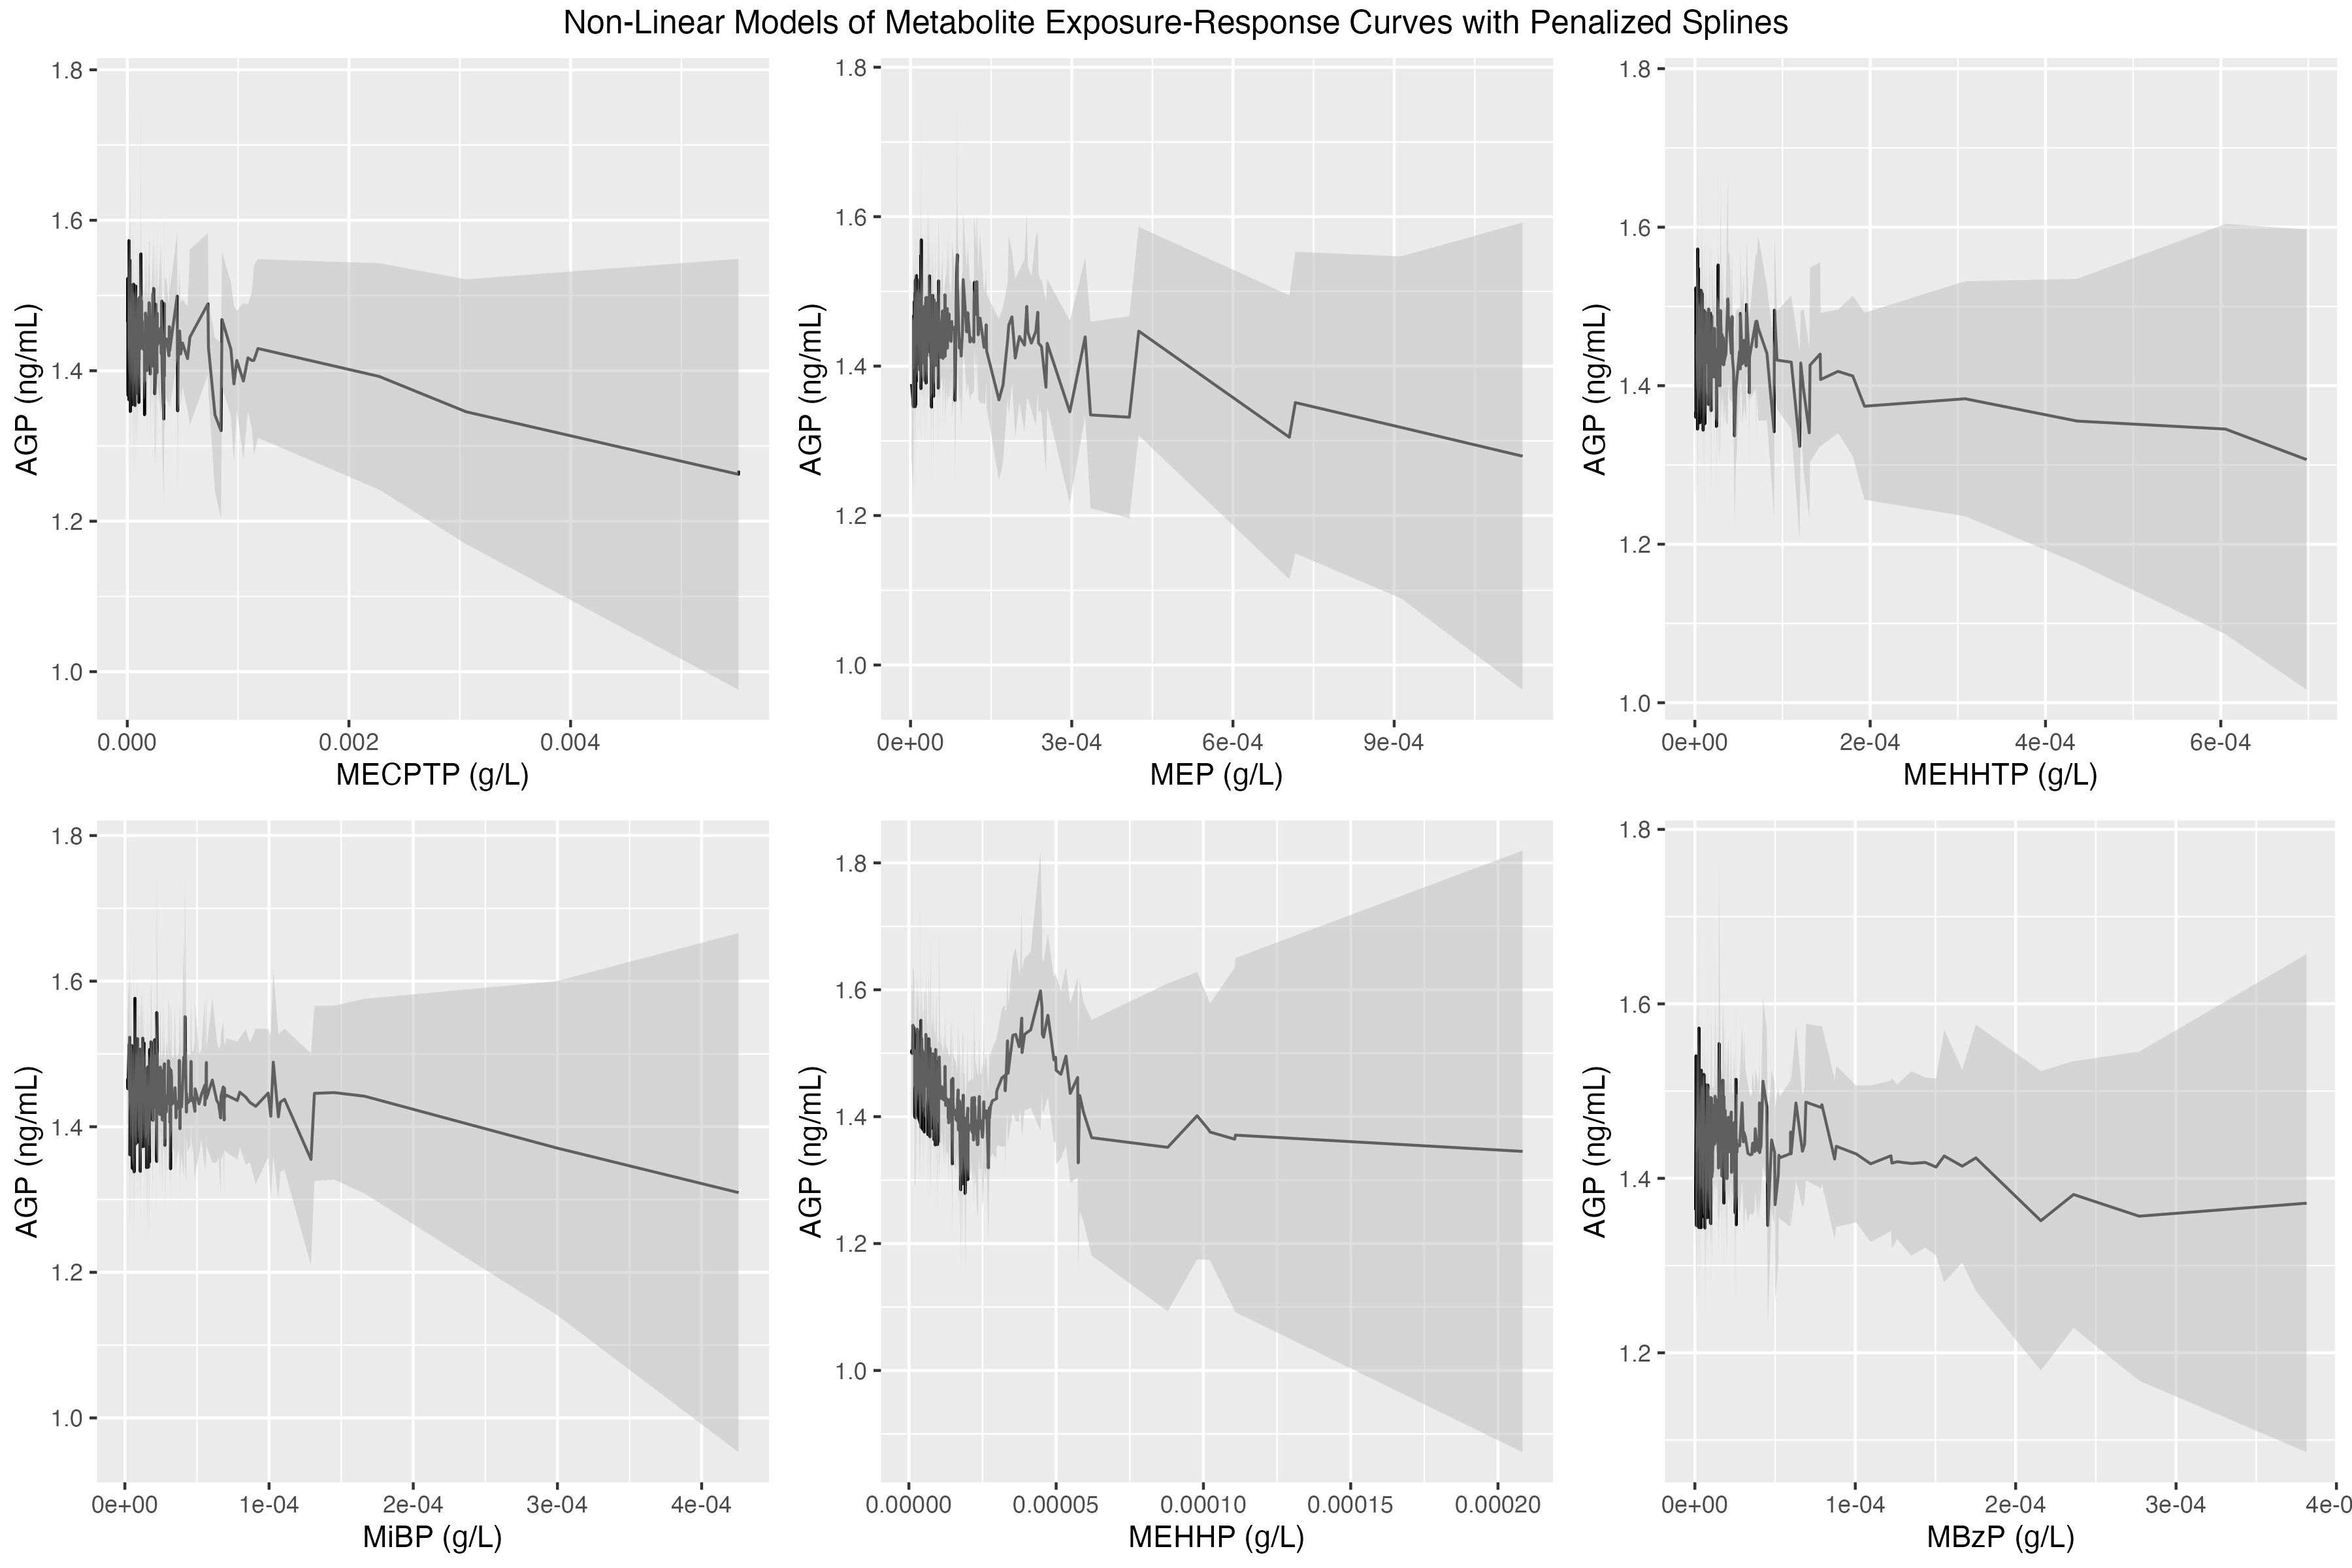 Non-Linear Models of Metabolite Exposure-Response Curves with Penalized Splines
AGP (ng/mL)
1.8
1.6
1.4
1.2
1.0
0.000 0.002 0.004
MECPTP (g/L)
AGP (ng/mL)
1.8
1.6
1.4
1.2
1.0
0e+00 3e-04 6e-04 9e-04
MEP (g/L)
AGP (ng/mL)
1.8
1.6
1.4
1.2
1.0
0e+00 2e-04 4e-04 6e-04
MEHHTP (g/L)
AGP (ng/mL)
1.8
1.6
1.4
1.2
1.0
0e+00 1e-04 2e-04 3e-04 4e-04
MiBP (g/L)
AGP (ng/mL)
1.8
1.6
1.4
1.2
1.0
0.00000 0.00005 0.00010 0.00015 0.00020
MEHHP (g/L)
AGP (ng/mL)
1.8
1.6
1.4
1.2
0e+00 1e-04 2e-04 3e-04 4e-0
MBzP (g/L)